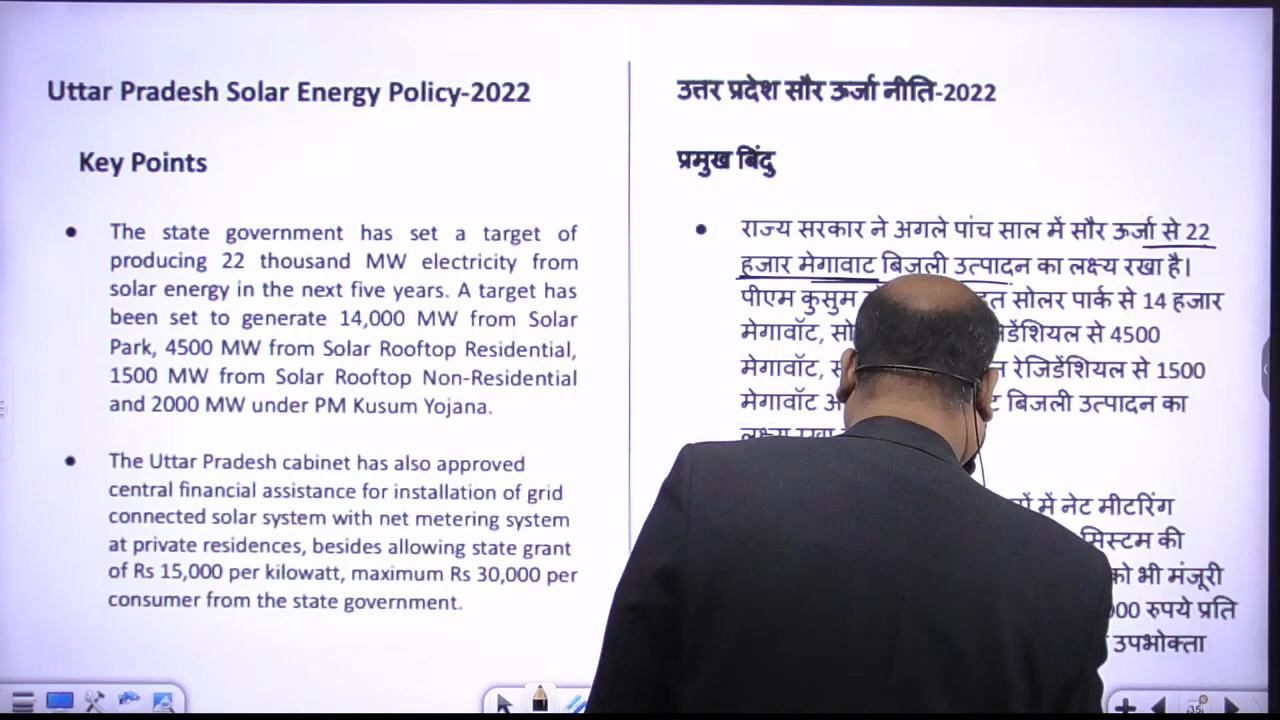 Uttar Pradesh Solar Energy Policy-2022
Key Points
The state government has set a target of
producing 22 thousand MW electricity from
solar energy in the next five years. A target has
been set to generate 14,000 MW from Solar
Park, 4500 MW from Solar Rooftop Residential,
1500 MW from Solar Rooftop Non-Residential
and 2000 MW under PM Kusum Yojana.
The Uttar Pradesh cabinet has also approved
central financial assistance for installation of grid
connected solar system with net metering system
at private residences, besides allowing state grant
of Rs 15,000 per kilowatt, maximum Rs 30,000 per
consumer from the state government.
उत्तर प्रदेश सौर ऊर्जा नीति-2022
प्रमुख बिंदु
राज्य सरकार ने अगले पांच साल में सौर ऊर्जा से 22
हजार मेगावाट बिजली उत्पादन का लक्ष्य रखा है।
पीएम कुसुम सोलर पार्क से 14 हजार
मेगावॉट, से 4500
मेगावॉट, रेजिडेंशियल से 1500
मेगावॉट बिजली उत्पादन का
लक्ष्य रखा
में नेट मीटरिंग
सिस्टम की
को भी मंजूरी
रुपये प्रति
उपभोक्ता
35